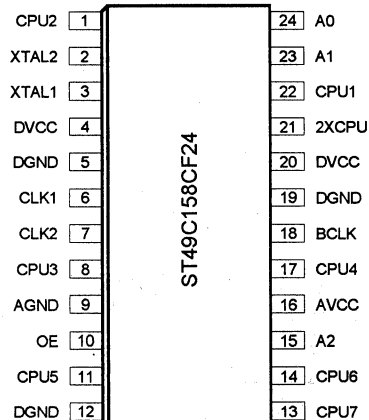 CPU2 1 24 A0
XTAL2 2 23 A1
XTAL1 3 22 CPU1
DVCC 4 21 2XCPU
DGND 5 20 DVCC
CLK1 6 19 DGND
CLK2 7 18 BCLK
CPU3 8 17 CPU4
AGND 9 16 AVCC
OE 10 15 A2
CPU5 11 14 CPU6
DGND 12 13 CPU7
ST49C158CF24